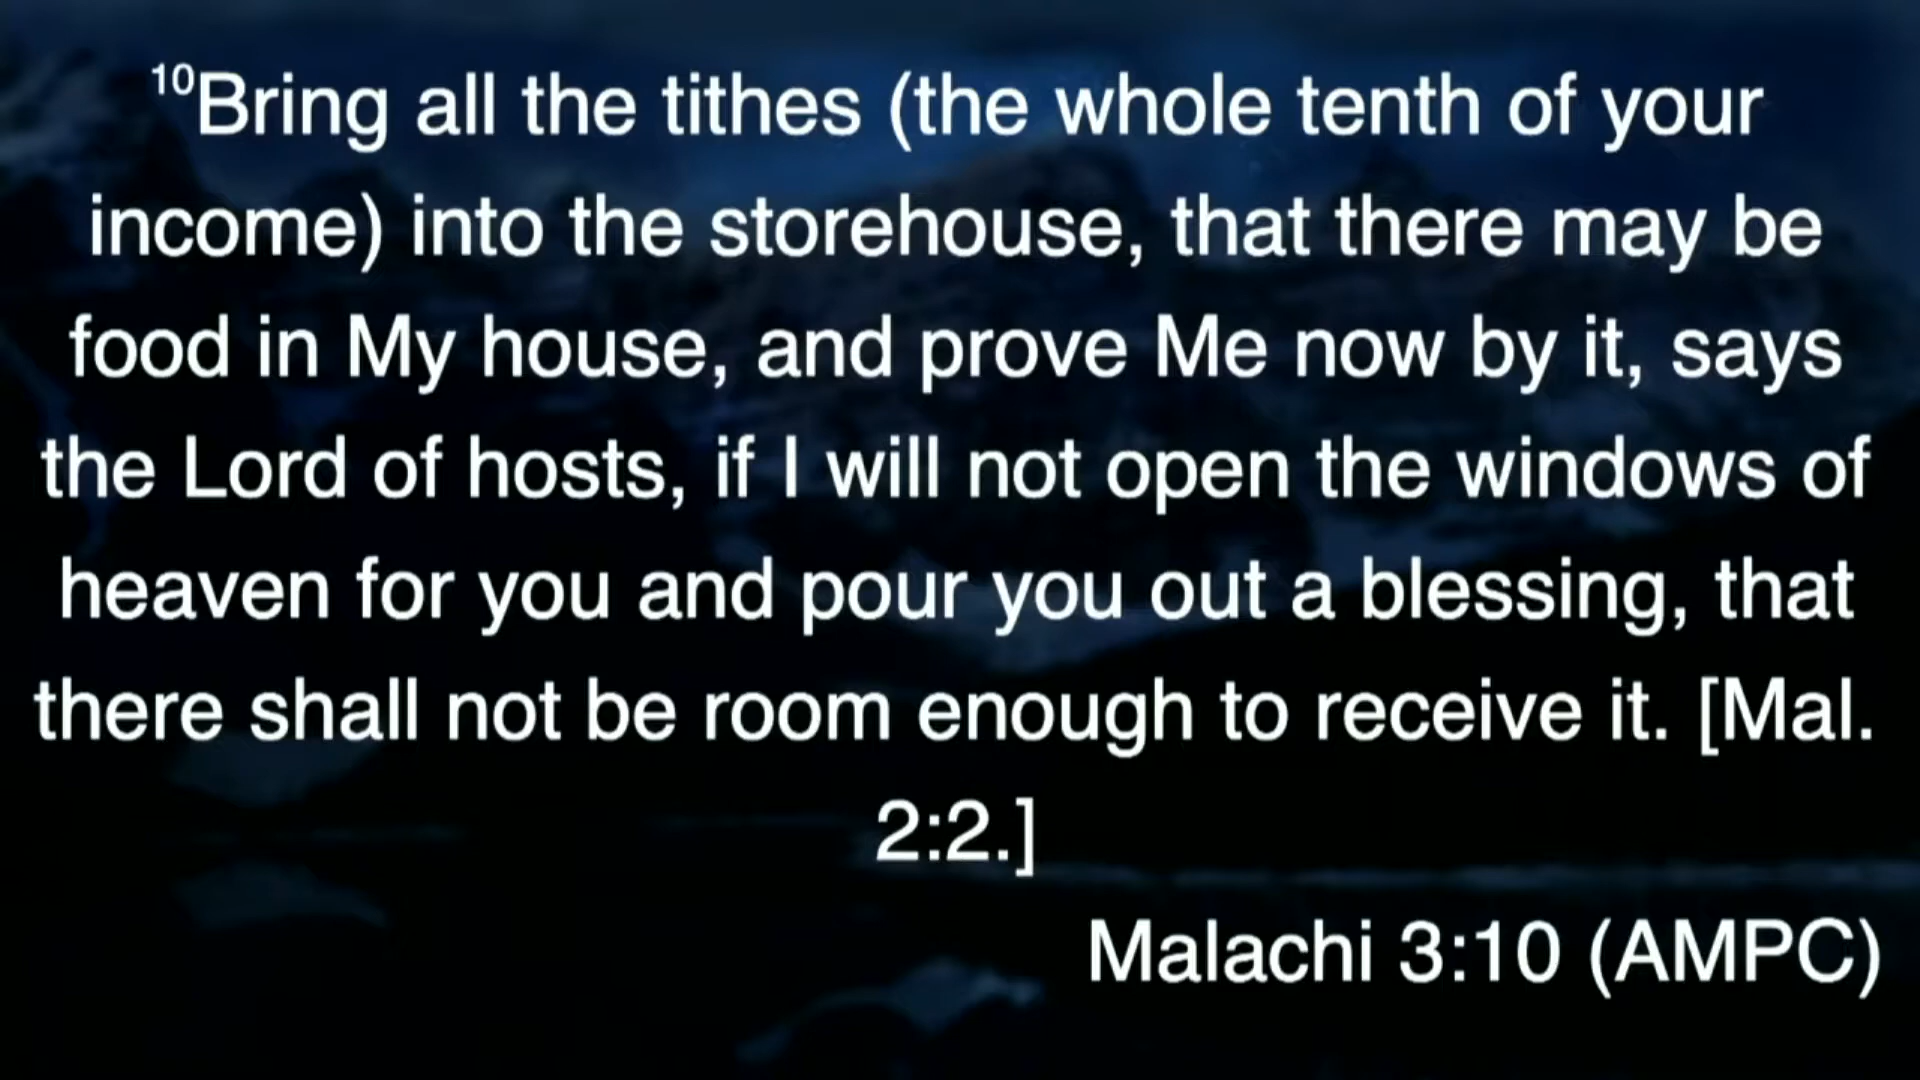 ¹⁰Bring all the tithes (the whole tenth of your
income) into the storehouse, that there may be
food in My house, and prove Me now by it, says
the Lord of hosts, if I will not open the windows of
heaven for you and pour you out a blessing, that
there shall not be room enough to receive it. [Mal.
2:2.]
Malachi 3:10 (AMPC)